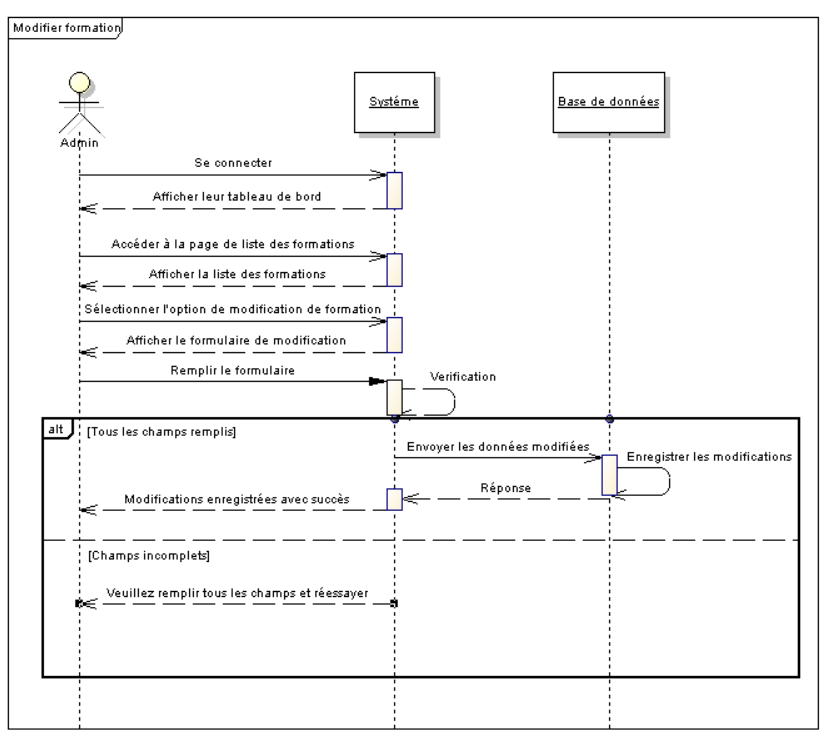 Modifier formation
Systéme
Base de données
Admin
Se connecter
Afficher leur tableau de bord
Accéder à la page de liste des formations
Afficher la liste des formations
Sélectionner l'option de modification de formation
Afficher le formulaire de modification
Remplir le formulaire
Verification
alt
[Tous les champs remplis]
Envoyer les données modifiées
Enregistrer les modifications
Réponse
Modifications enregistrées avec succès
[Champs incomplets]
Veuillez remplir tous les champs et réessayer